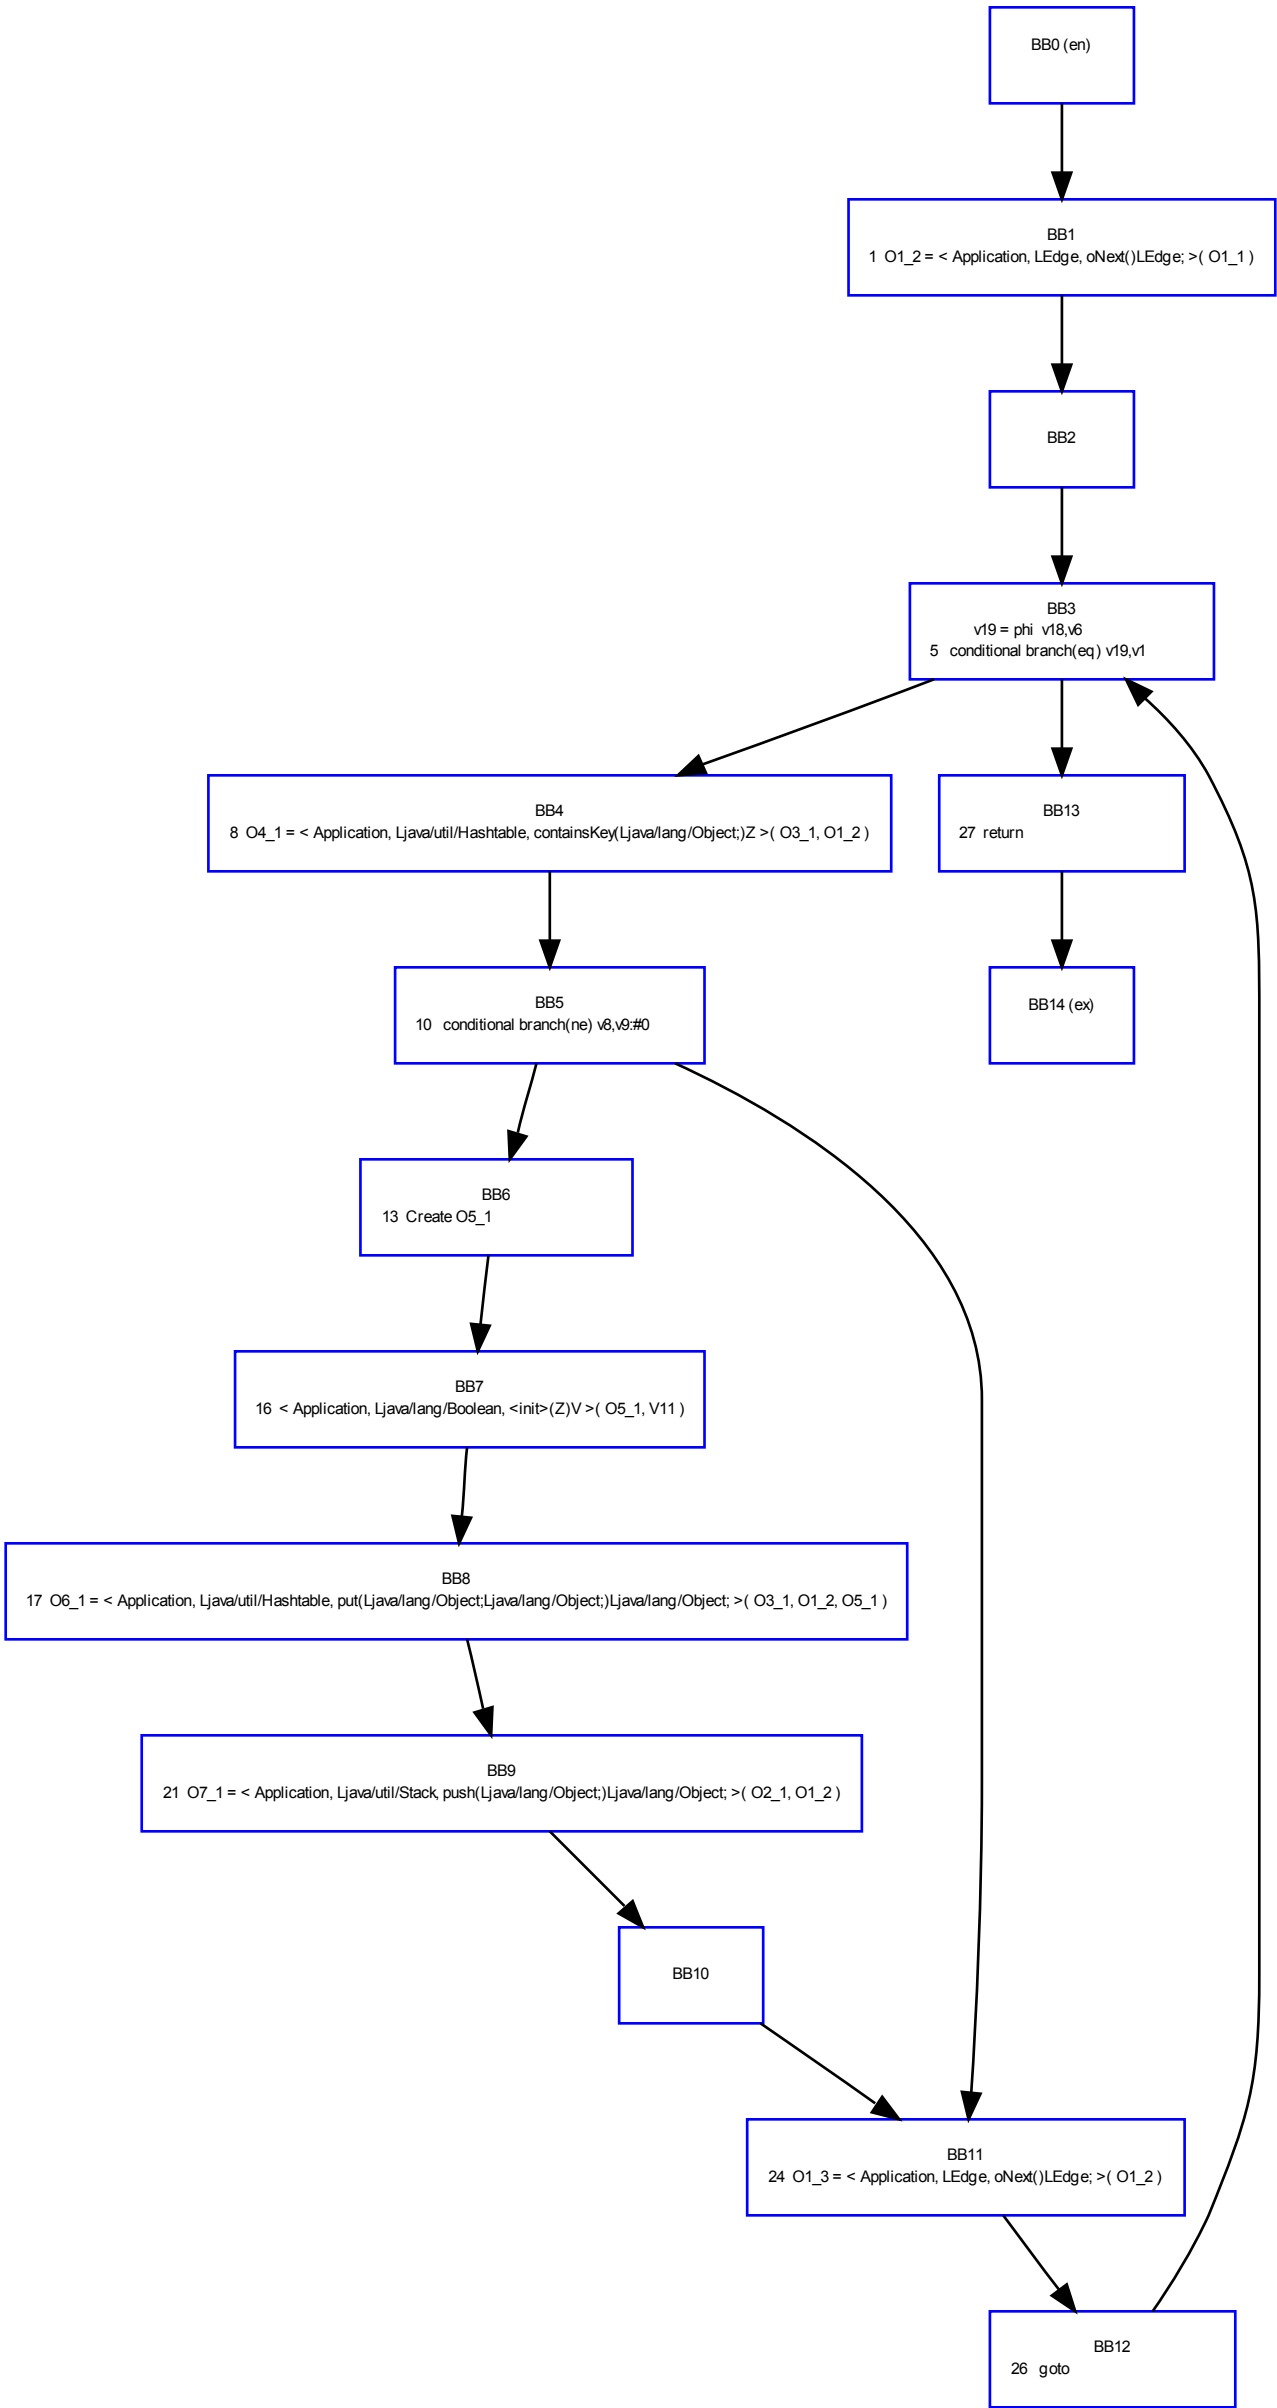 BB0 (en)
BB1
1 O1_2 = < Application, LEdge, oNext()LEdge; >( O1_1 )
BB2
BB3
v19 = phi v18,v6
5 conditional branch(eq) v19,v1
BB4
8 O4_1 = < Application, Ljava/util/Hashtable, containsKey(Ljava/lang/Object;)Z >( O3_1, O1_2 )
BB13
27 return
BB5
10 conditional branch(ne) v8,v9:#0
BB14 (ex)
BB6
13 Create O5_1
BB7
16 < Application, Ljava/lang/Boolean, <init>(Z)V >( O5_1, V11 )
BB8
17 O6_1 = < Application, Ljava/util/Hashtable, put(Ljava/lang/Object;Ljava/lang/Object;)Ljava/lang/Object; >( O3_1, O1_2, O5_1 )
BB9
21 O7_1 = < Application, Ljava/util/Stack, push(Ljava/lang/Object;)Ljava/lang/Object; >( O2_1, O1_2 )
BB10
BB11
24 O1_3 = < Application, LEdge, oNext()LEdge; >( O1_2 )
BB12
26 goto